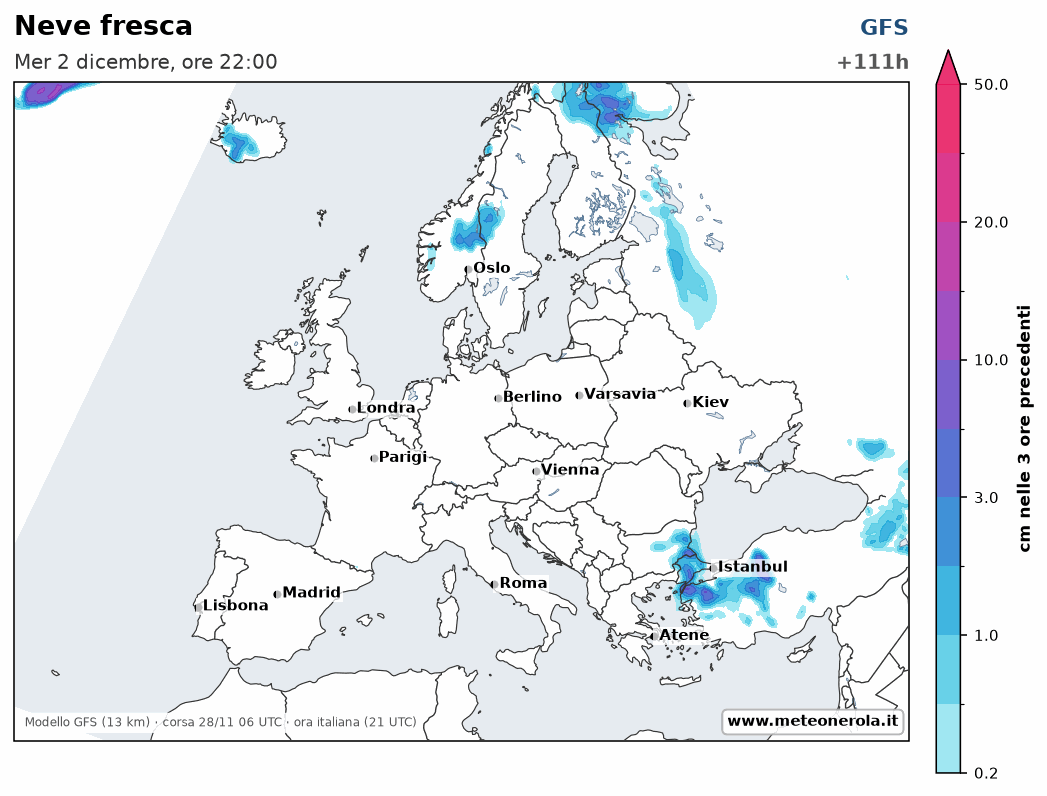 Neve fresca
GFS
Mer 2 dicembre, ore 22:00
+111h
50.0
20.0
10.0
3.0
1.0
0.2
cm nelle 3 ore precedenti
Oslo
Berlino
Varsavia
Kiev
Londra
Parigi
Vienna
Istanbul
Roma
Madrid
Lisbona
Atene
Modello GFS (13 km) · corsa 28/11 06 UTC · ora italiana (21 UTC)
www.meteonerola.it